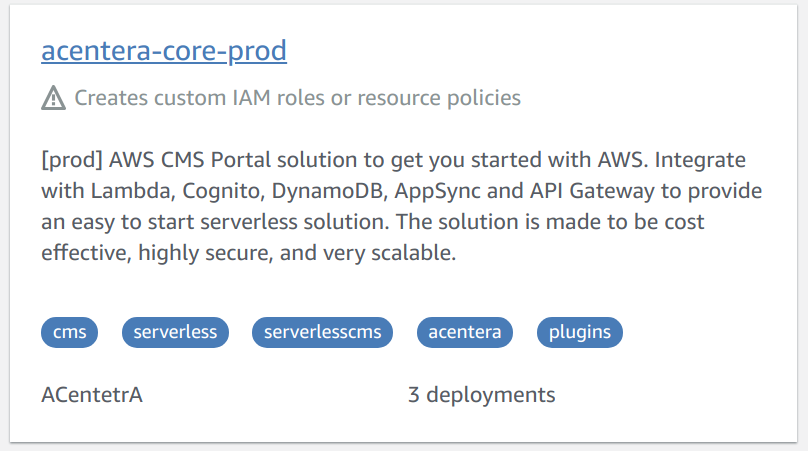 acentera-core-prod
Creates custom IAM roles or resource policies
[prod] AWS CMS Portal solution to get you started with AWS. Integrate
with Lambda, Cognito, DynamoDB, AppSync and API Gateway to provide
an easy to start serverless solution. The solution is made to be cost
effective, highly secure, and very scalable.
cms serverless serverlesscms acentera plugins
ACentetrA 3 deployments